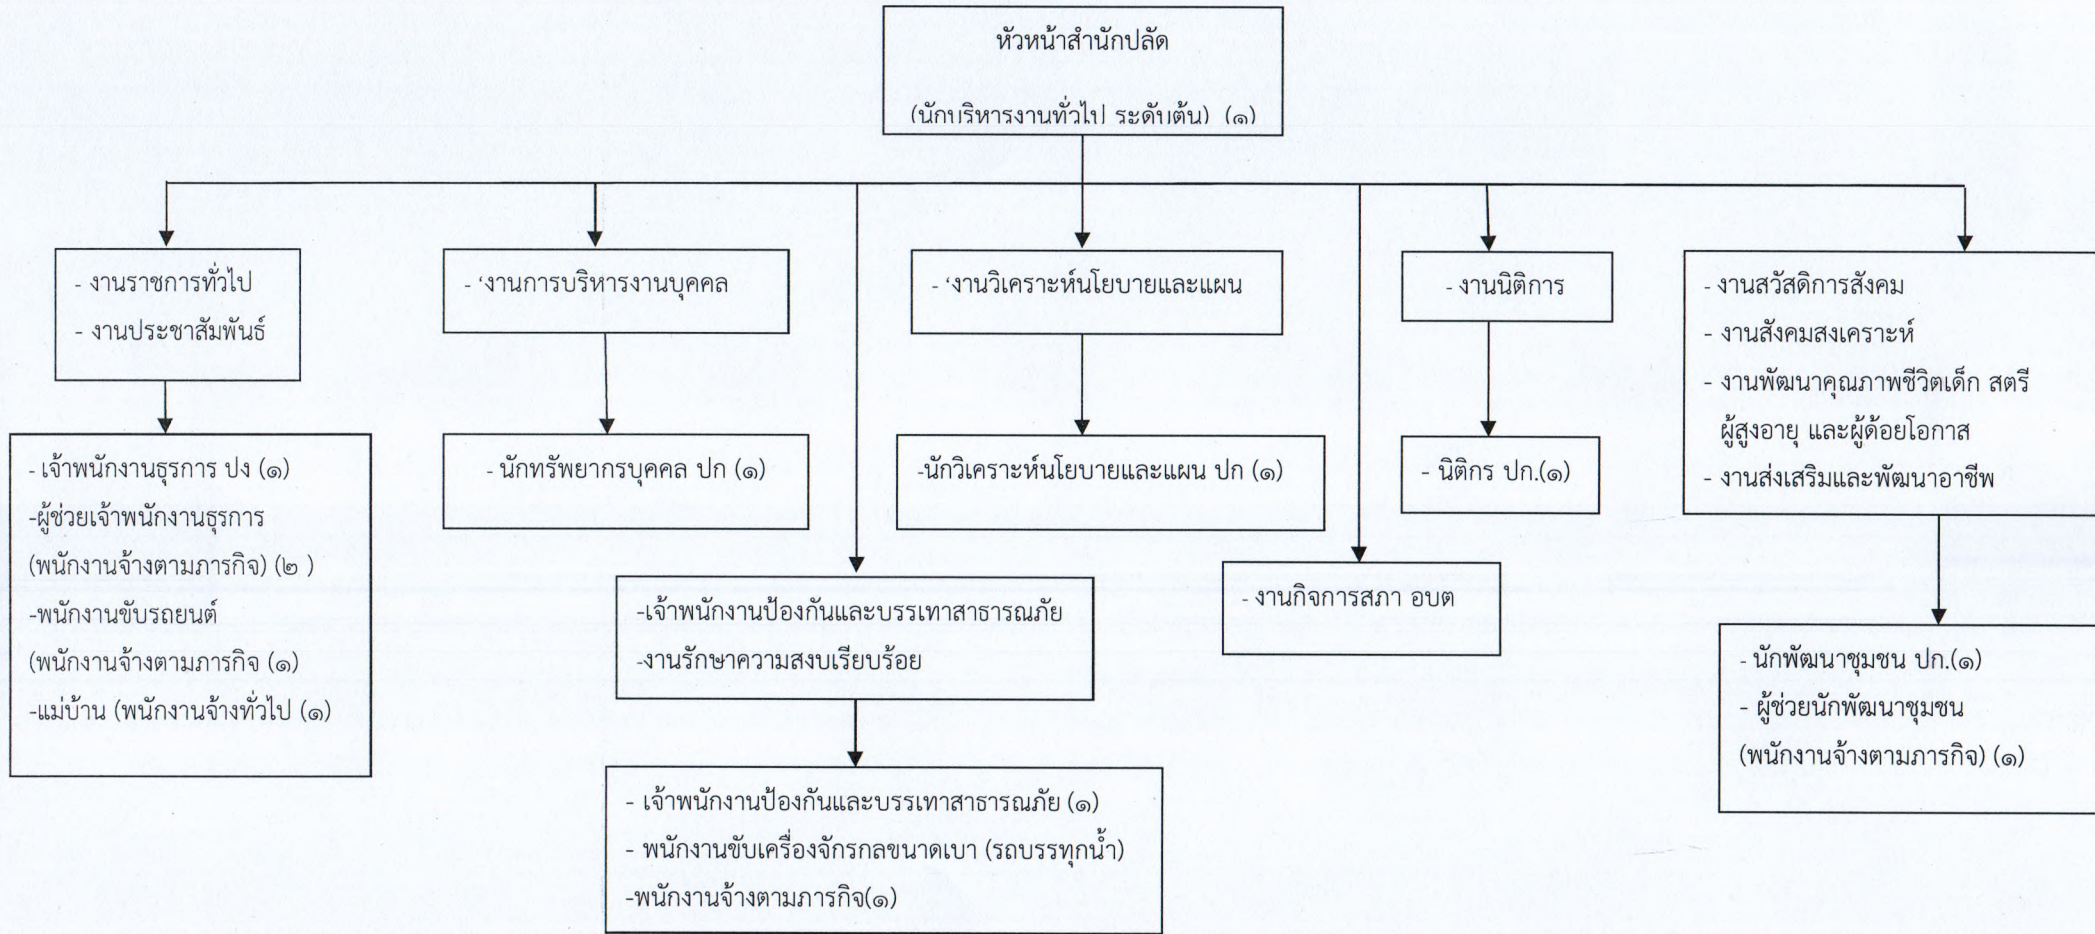 หัวหน้าสำนักปลัด
(นักบริหารงานทั่วไป ระดับต้น) (๑)
- งานราชการทั่วไป
- งานประชาสัมพันธ์
- ‘งานการบริหารงานบุคคล
- ‘งานวิเคราะห์นโยบายและแผน
- งานนิติการ
- งานสวัสดิการสังคม
- งานสังคมสงเคราะห์
- งานพัฒนาคุณภาพชีวิตเด็ก สตรี
ผู้สูงอายุ และผู้ด้อยโอกาส
- งานส่งเสริมและพัฒนาอาชีพ
- เจ้าพนักงานธุรการ ปง (๑)
-ผู้ช่วยเจ้าพนักงานธุรการ
(พนักงานจ้างตามภารกิจ) (๒ )
-พนักงานขับรถยนต์
(พนักงานจ้างตามภารกิจ (๑)
-แม่บ้าน (พนักงานจ้างทั่วไป (๑)
- นักทรัพยากรบุคคล ปก (๑)
-นักวิเคราะห์นโยบายและแผน ปก (๑)
- นิติกร ปก.(๑)
-เจ้าพนักงานป้องกันและบรรเทาสาธารณภัย
-งานรักษาความสงบเรียบร้อย
- งานกิจการสภา อบต
- นักพัฒนาชุมชน ปก.(๑)
- ผู้ช่วยนักพัฒนาชุมชน
(พนักงานจ้างตามภารกิจ) (๑)
- เจ้าพนักงานป้องกันและบรรเทาสาธารณภัย (๑)
- พนักงานขับเครื่องจักรกลขนาดเบา (รถบรรทุกน้ำ)
-พนักงานจ้างตามภารกิจ(๑)